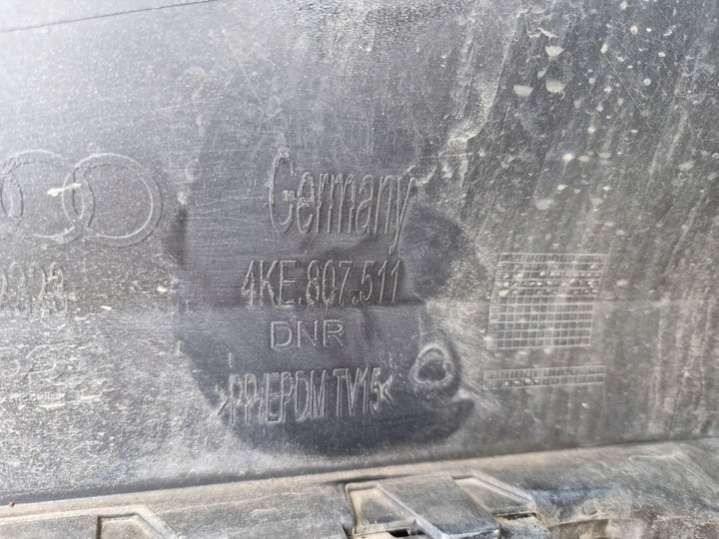 Germany
4KE.807.511
DNR
>PP/EPDM TV15<